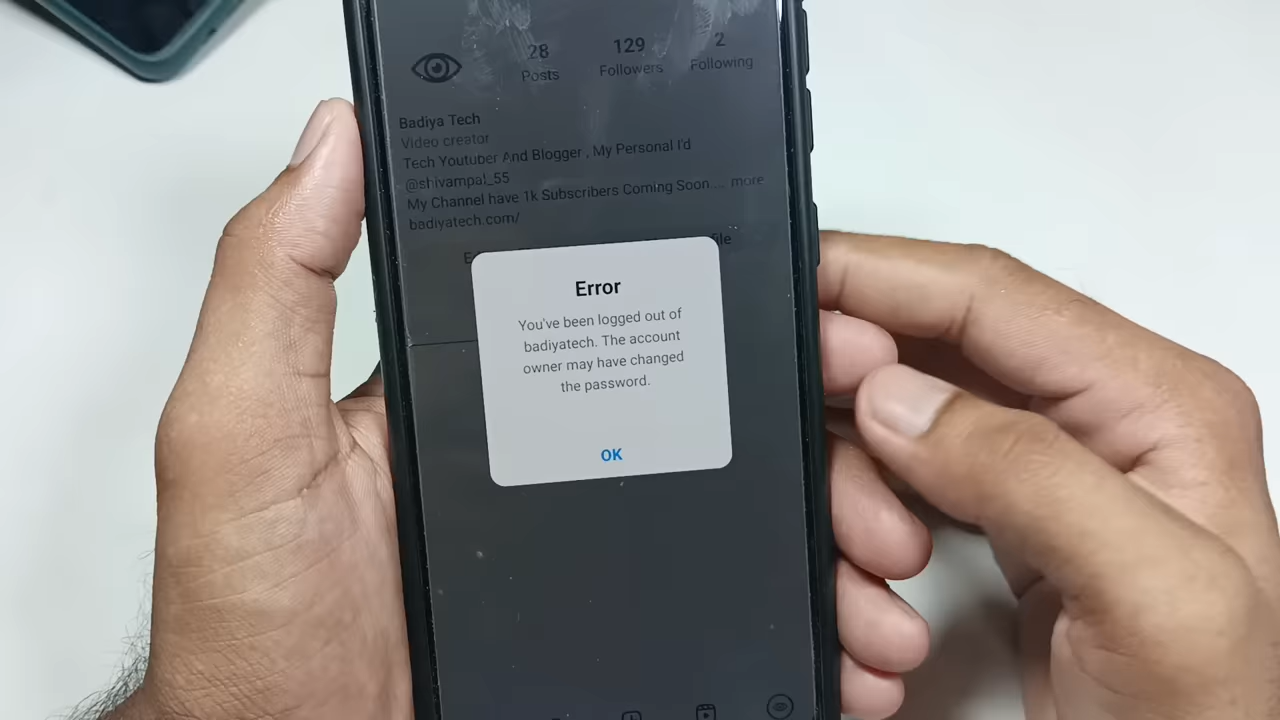 28 129 2
Posts Followers Following
Badiya Tech
Video creator
Tech Youtuber And Blogger , My Personal I'd
@shivampal_55
My Channel have 1k Subscribers Coming Soon.... more
badiyatech.com/
Error
You've been logged out of
badiyatech. The account
owner may have changed
the password.
OK